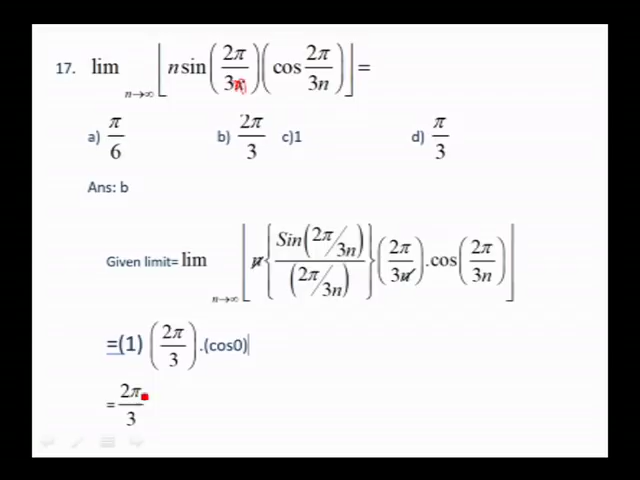 17. lim n→∞ ⌊ n sin (2π/3n) (cos 2π/3n) ⌋ =
a) π/6 b) 2π/3 c)1 d) π/3
Ans: b
Given limit= lim n→∞ ⌊ n { Sin(2π/3n) / (2π/3n) } (2π/3n) .cos (2π/3n) ⌋
=(1) (2π/3) .(cos0)
= 2π/3